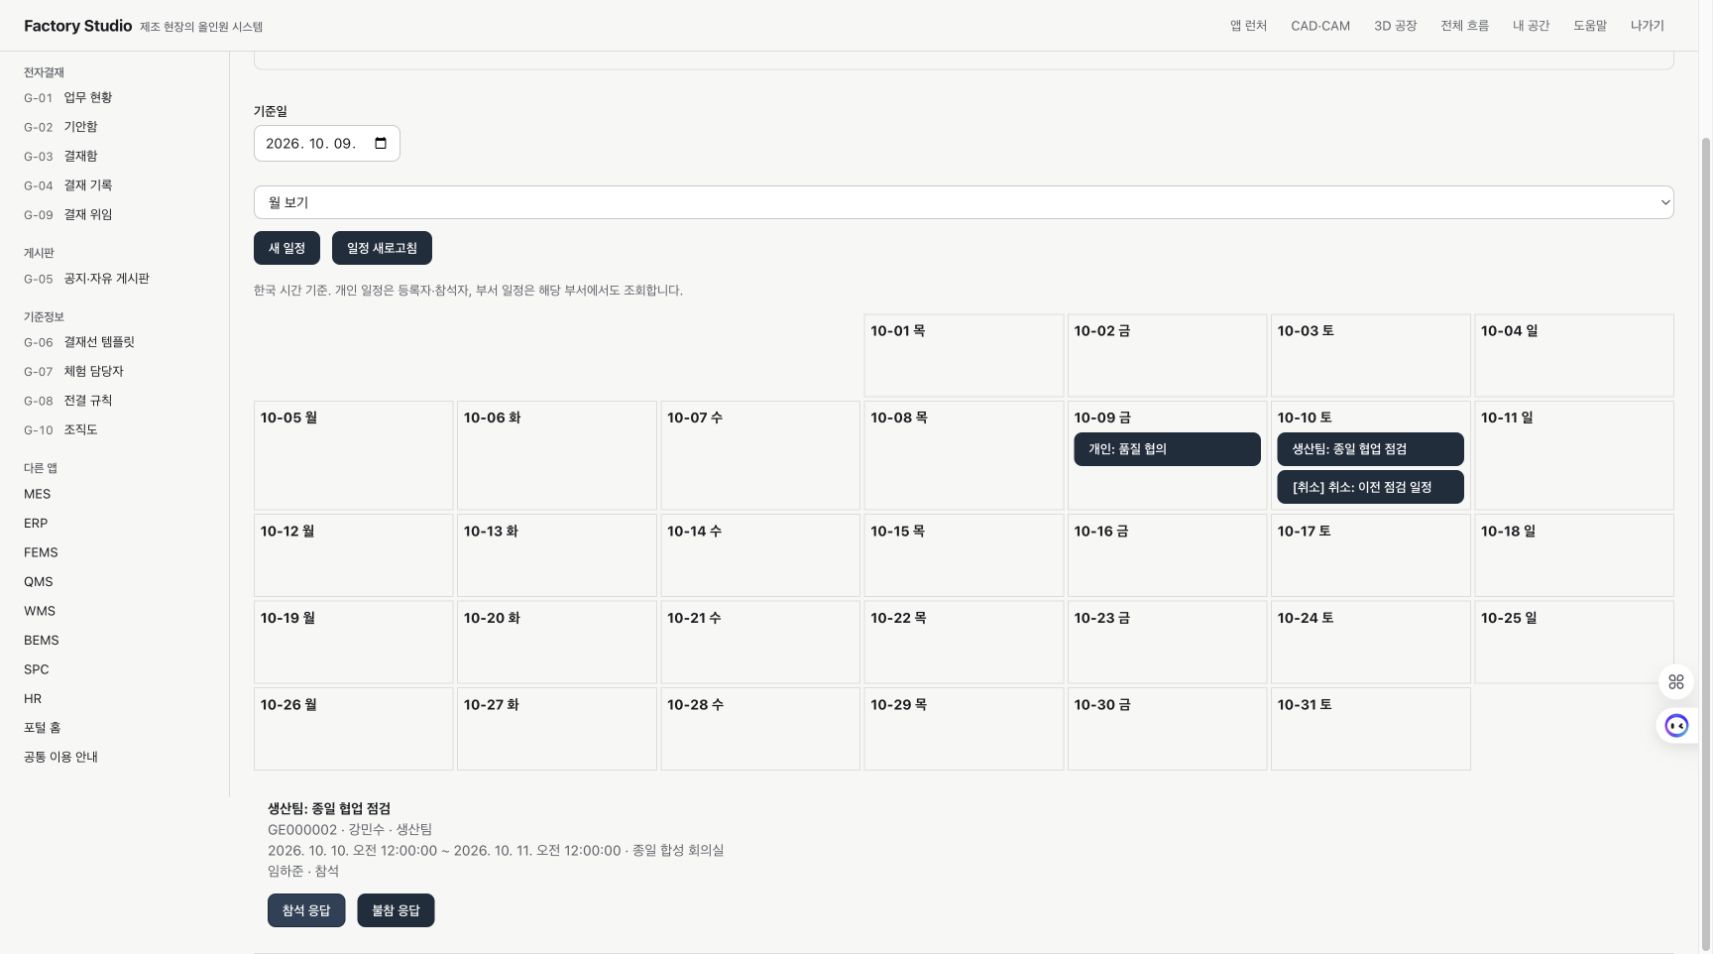 Factory Studio 제조 현장의 올인원 시스템
앱 런처 CAD·CAM 3D 공장 전체 흐름 내 공간 도움말 나가기
전자결재
G-01 업무 현황
G-02 기안함
G-03 결재함
G-04 결재 기록
G-09 결재 위임
게시판
G-05 공지·자유 게시판
기준정보
G-06 결재선 템플릿
G-07 체험 담당자
G-08 전결 규칙
G-10 조직도
다른 앱
MES
ERP
FEMS
QMS
WMS
BEMS
SPC
HR
포털 홈
공통 이용 안내
기준일
2026. 10. 09.
월 보기
새 일정 일정 새로고침
한국 시간 기준. 개인 일정은 등록자·참석자, 부서 일정은 해당 부서에서도 조회합니다.
10-01 목 10-02 금 10-03 토 10-04 일
10-05 월 10-06 화 10-07 수 10-08 목 10-09 금 10-10 토 10-11 일
개인: 품질 협의 생산팀: 종일 협업 점검
[취소] 취소: 이전 점검 일정
10-12 월 10-13 화 10-14 수 10-15 목 10-16 금 10-17 토 10-18 일
10-19 월 10-20 화 10-21 수 10-22 목 10-23 금 10-24 토 10-25 일
10-26 월 10-27 화 10-28 수 10-29 목 10-30 금 10-31 토
생산팀: 종일 협업 점검
GE000002 · 강민수 · 생산팀
2026. 10. 10. 오전 12:00:00 ~ 2026. 10. 11. 오전 12:00:00 · 종일 합성 회의실
임하준 · 참석
참석 응답 불참 응답